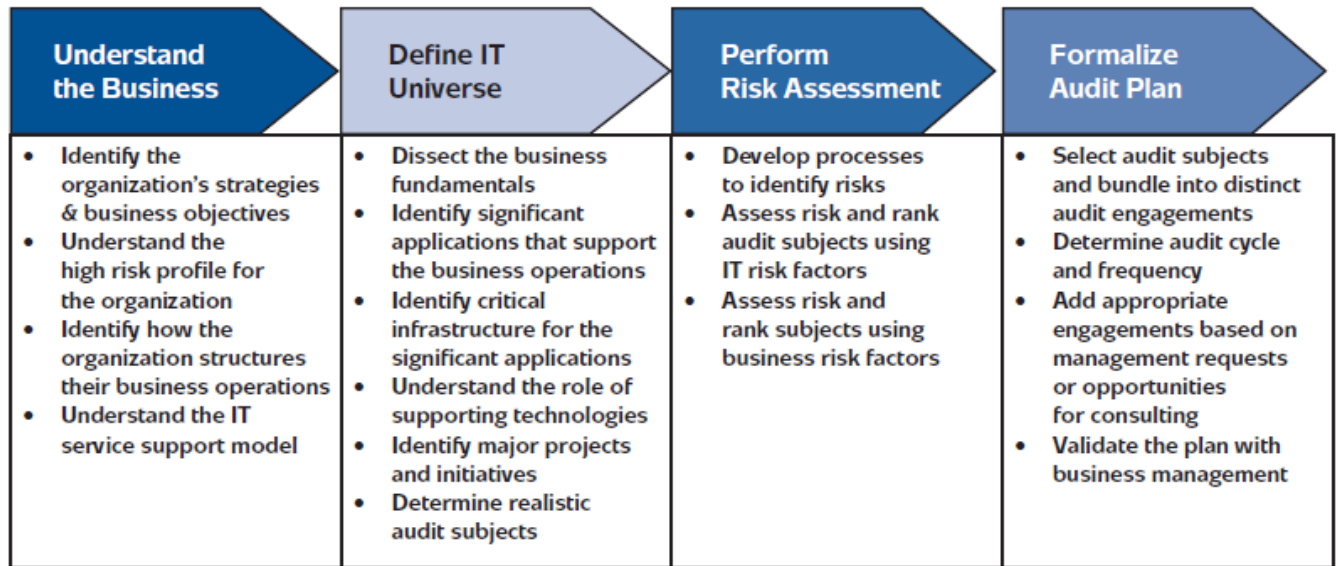 Understand
the Business
Define IT
Universe
Perform
Risk Assessment
Formalize
Audit Plan
• Identify the
organization's strategies
& business objectives
• Understand the
high risk profile for
the organization
• Identify how the
organization structures
their business operations
• Understand the IT
service support model
• Dissect the business
fundamentals
• Identify significant
applications that support
the business operations
• Identify critical
infrastructure for the
significant applications
• Understand the role of
supporting technologies
• Identify major projects
and initiatives
• Determine realistic
audit subjects
• Develop processes
to identify risks
• Assess risk and rank
audit subjects using
IT risk factors
• Assess risk and
rank subjects using
business risk factors
• Select audit subjects
and bundle into distinct
audit engagements
• Determine audit cycle
and frequency
• Add appropriate
engagements based on
management requests
or opportunities
for consulting
• Validate the plan with
business management